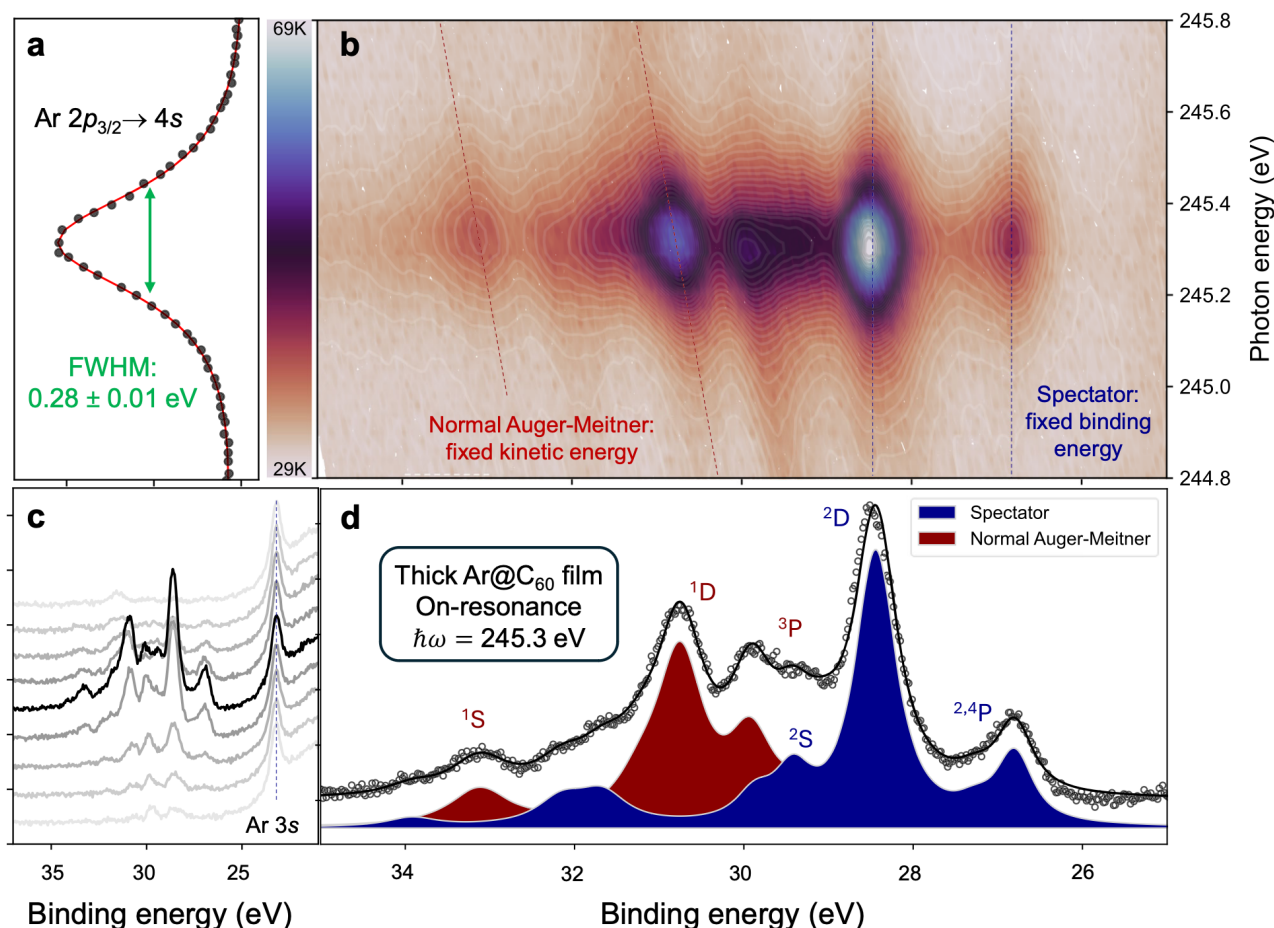 a
Ar 2p3/2→ 4s
FWHM:
0.28 ± 0.01 eV
69K
29K
b
Normal Auger-Meitner:
fixed kinetic energy
Spectator:
fixed binding
energy
245.8
245.6
245.4
245.2
245.0
244.8
Photon energy (eV)
c
Ar 3s
35
30
25
Binding energy (eV)
d
Thick Ar@C60 film
On-resonance
ℏω = 245.3 eV
Spectator
Normal Auger-Meitner
1S
1D
3P
2S
2D
2,4P
34
32
30
28
26
Binding energy (eV)